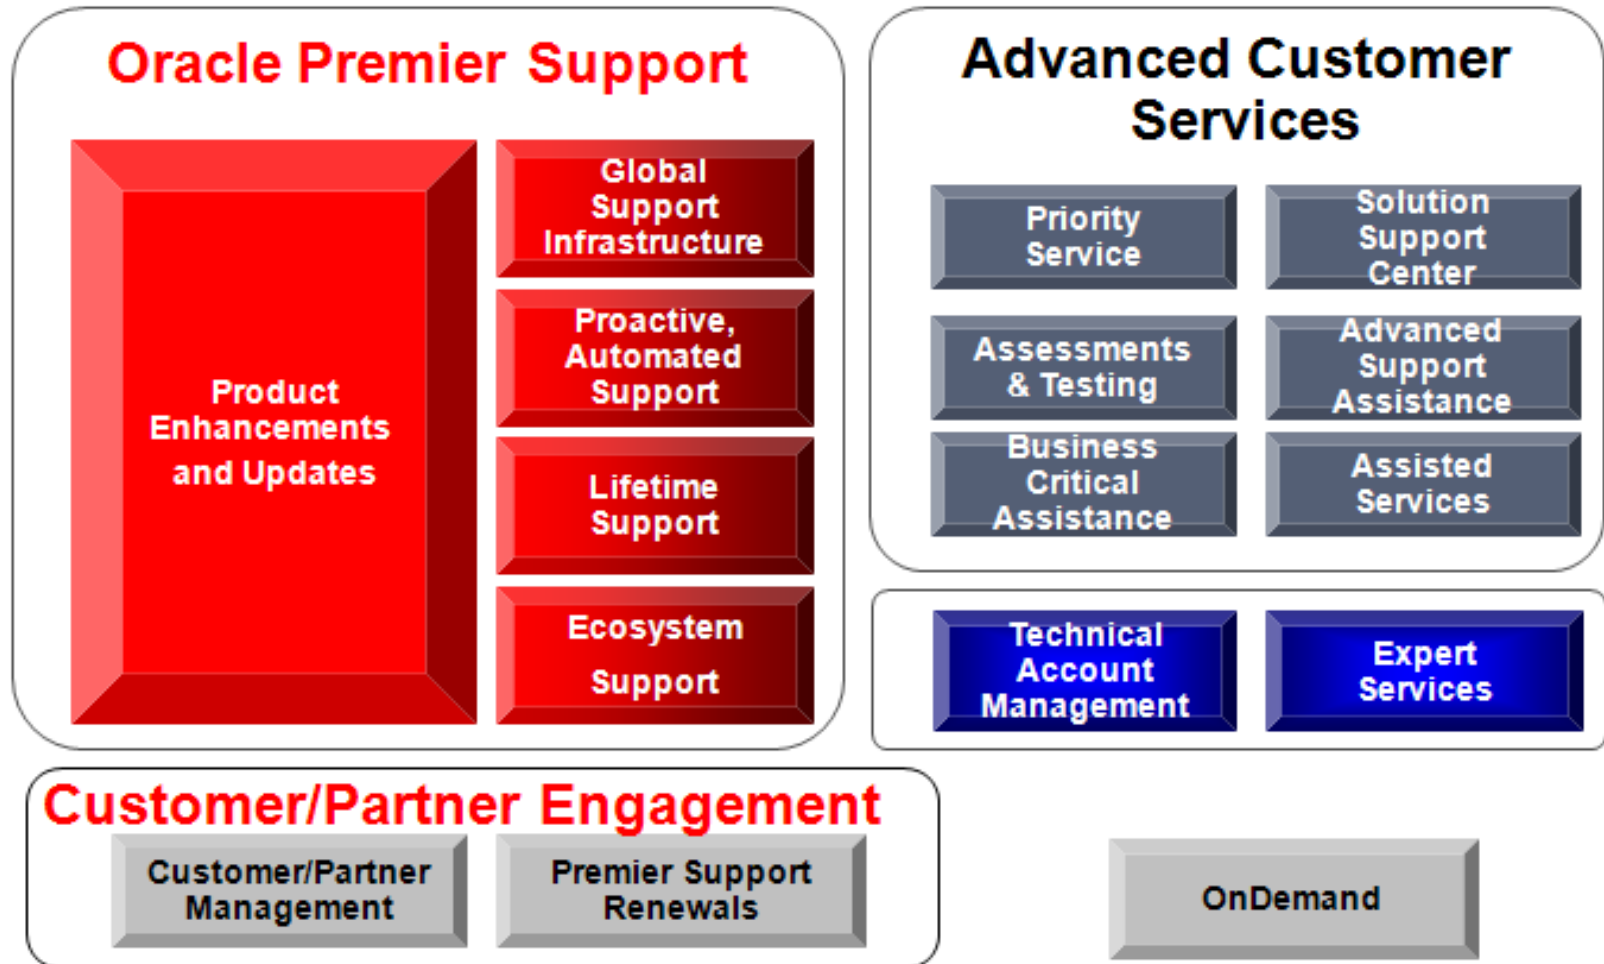 Oracle Premier Support
Product
Enhancements
and Updates
Global
Support
Infrastructure
Proactive,
Automated
Support
Lifetime
Support
Ecosystem
Support
Advanced Customer
Services
Priority
Service
Solution
Support
Center
Assessments
& Testing
Advanced
Support
Assistance
Business
Critical
Assistance
Assisted
Services
Technical
Account
Management
Expert
Services
Customer/Partner Engagement
Customer/Partner
Management
Premier Support
Renewals
OnDemand